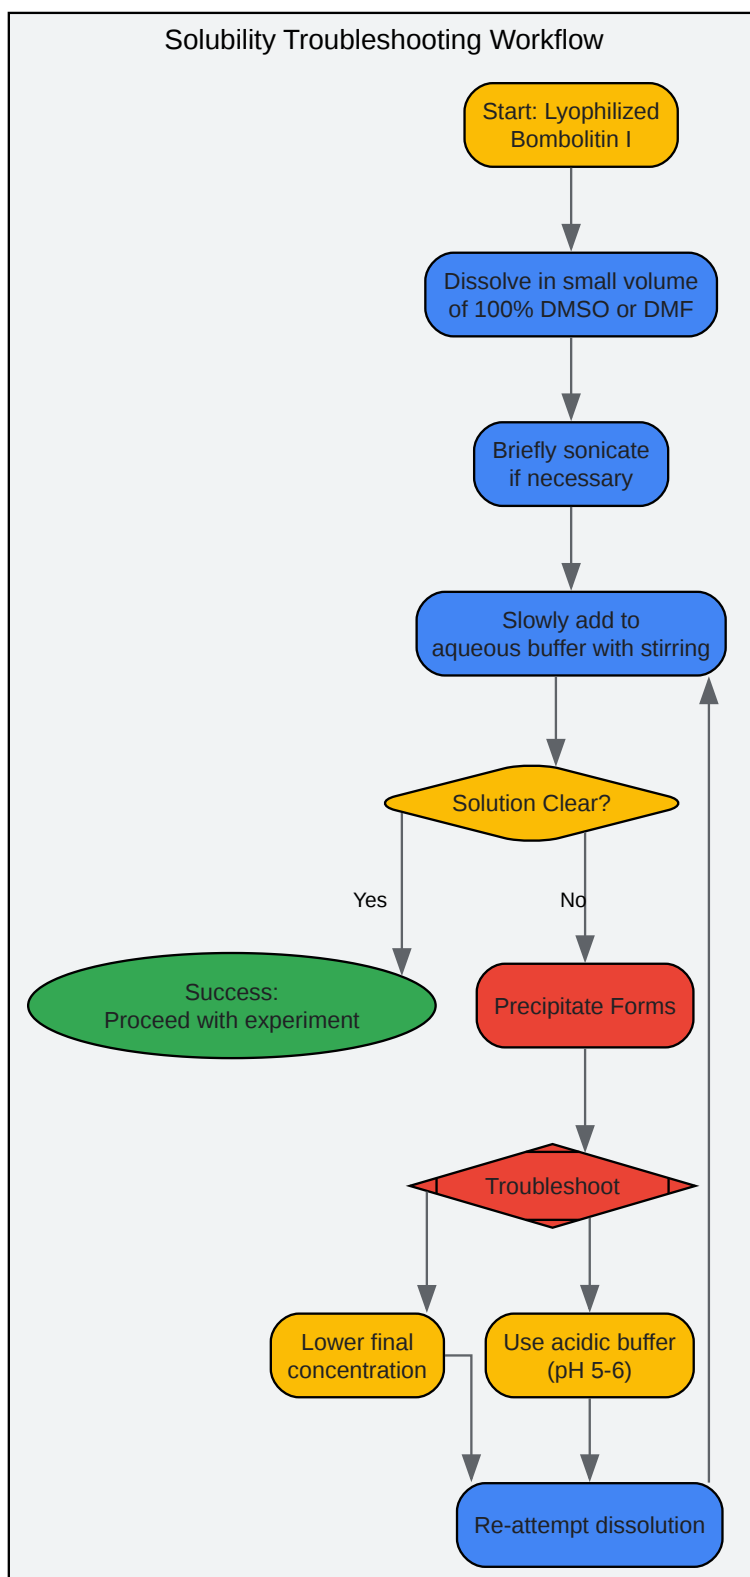 Solubility Troubleshooting Workflow
Start: Lyophilized
Bombolitin I
Dissolve in small volume
of 100% DMSO or DMF
Briefly sonicate
if necessary
Slowly add to
aqueous buffer with stirring
Solution Clear?
Yes
No
Success:
Proceed with experiment
Precipitate Forms
Troubleshoot
Lower final
concentration
Use acidic buffer
(pH 5-6)
Re-attempt dissolution